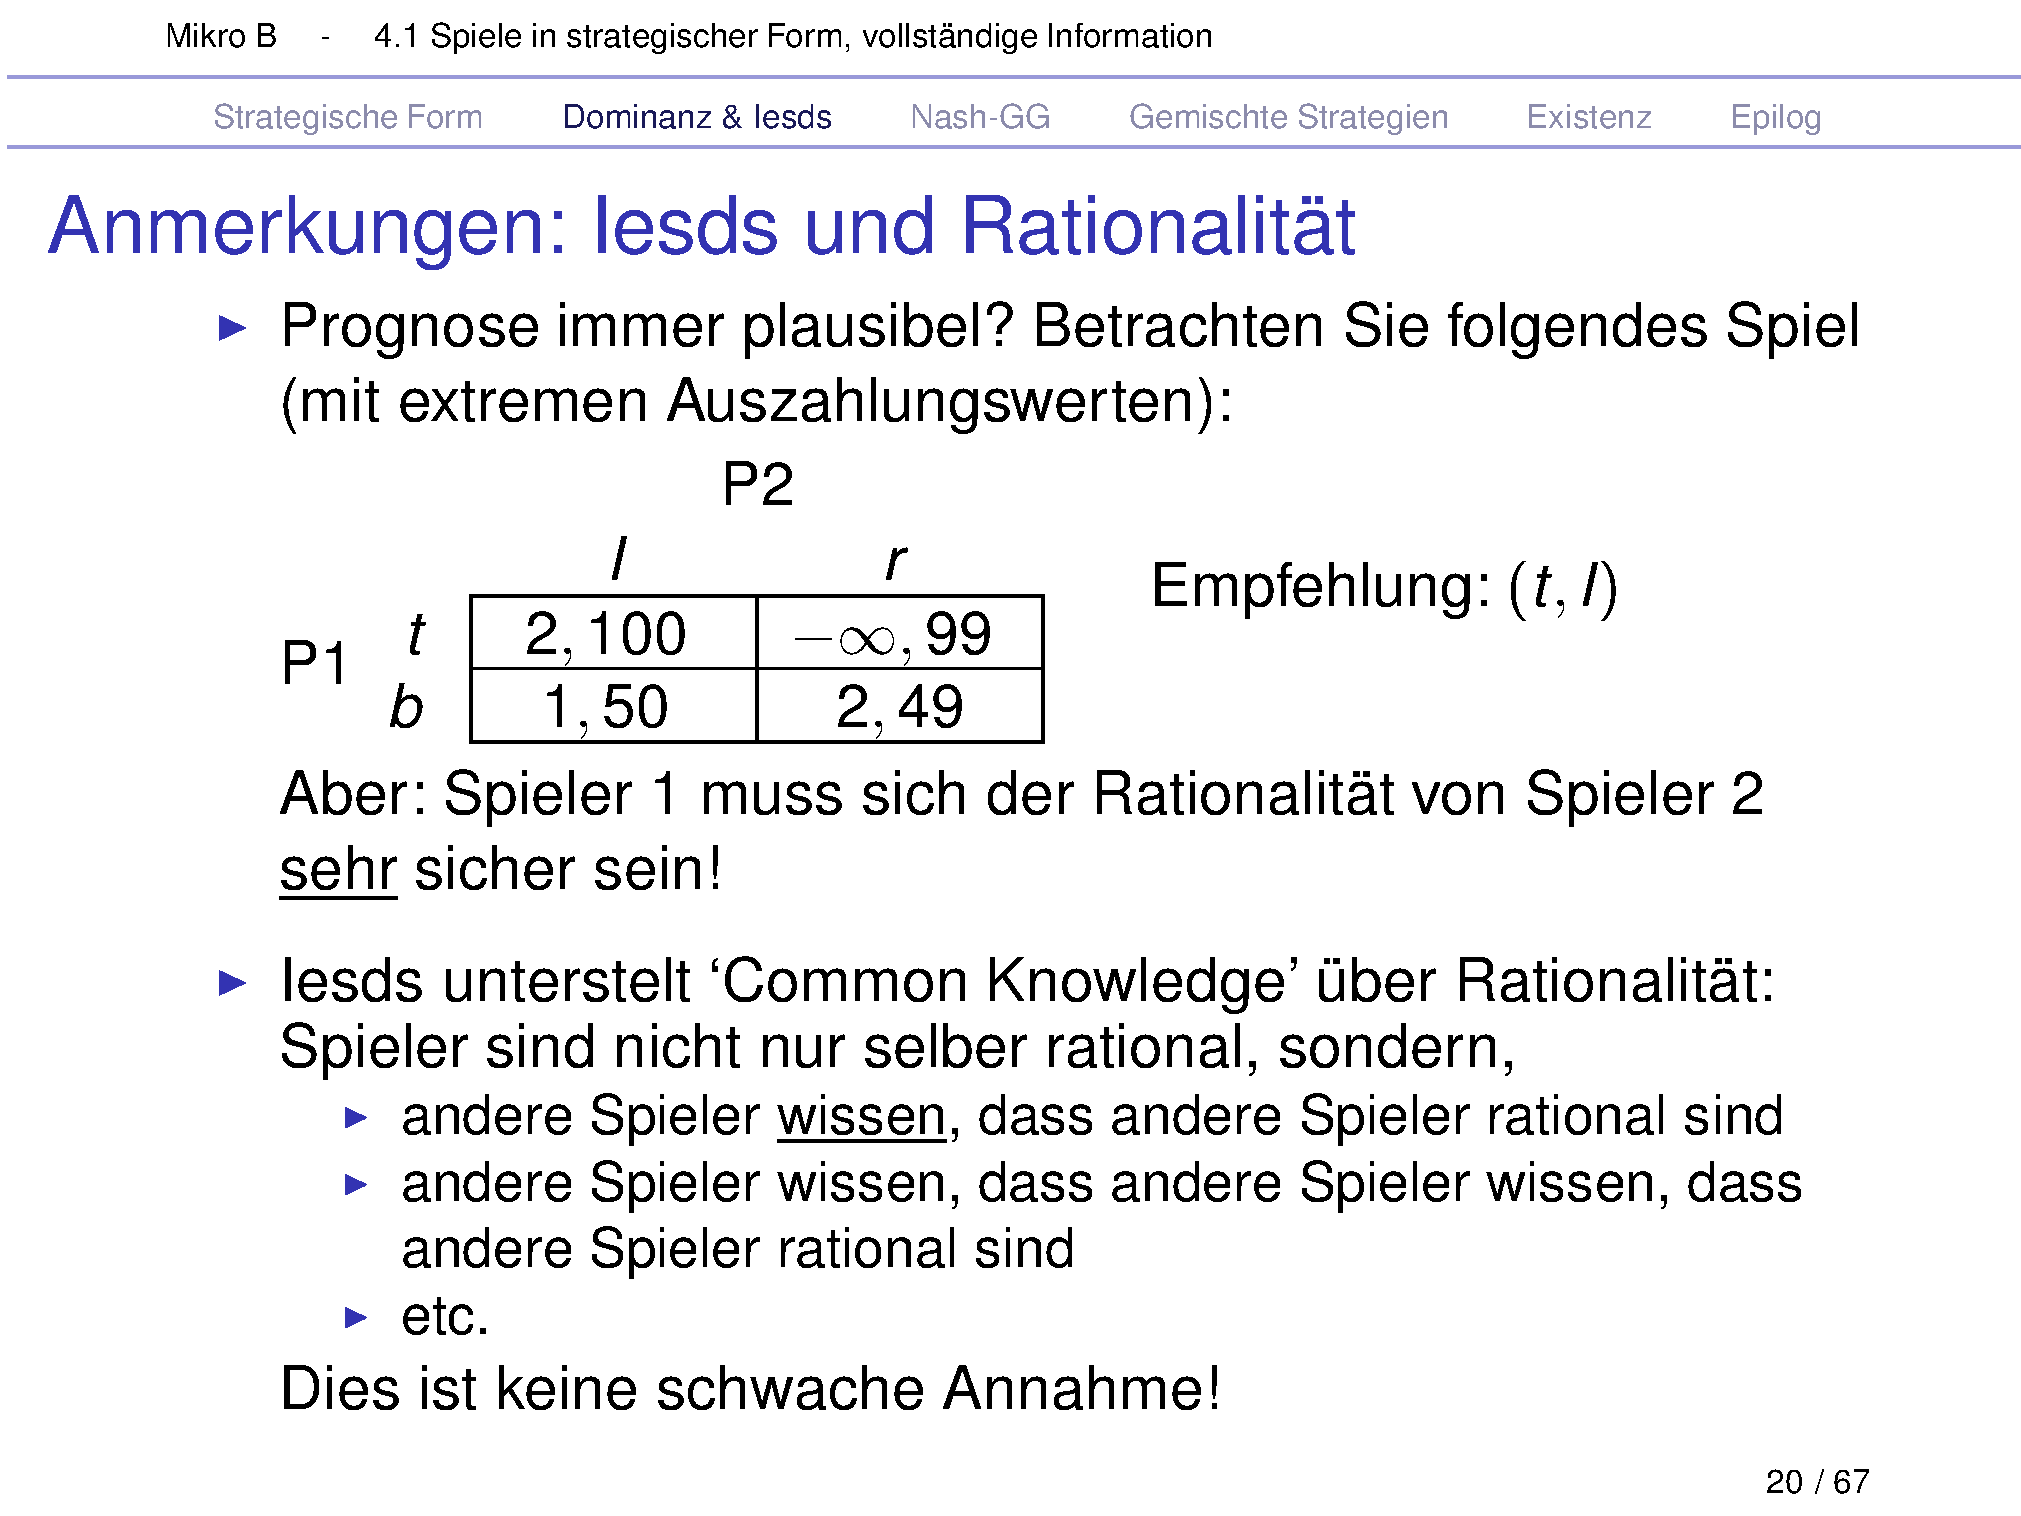 Mikro B - 4.1 Spiele in strategischer Form, vollständige Information
Strategische Form Dominanz & Iesds Nash-GG Gemischte Strategien Existenz Epilog
Anmerkungen: Iesds und Rationalität
▶ Prognose immer plausibel? Betrachten Sie folgendes Spiel
(mit extremen Auszahlungswerten):
P2
l r
Empfehlung: (t, l)
t 2, 100 −∞, 99
P1
b 1, 50 2, 49
Aber: Spieler 1 muss sich der Rationalität von Spieler 2
sehr sicher sein!
▶ Iesds unterstelt ‘Common Knowledge’ über Rationalität:
Spieler sind nicht nur selber rational, sondern,
▶ andere Spieler wissen, dass andere Spieler rational sind
▶ andere Spieler wissen, dass andere Spieler wissen, dass
andere Spieler rational sind
▶ etc.
Dies ist keine schwache Annahme!
20 / 67